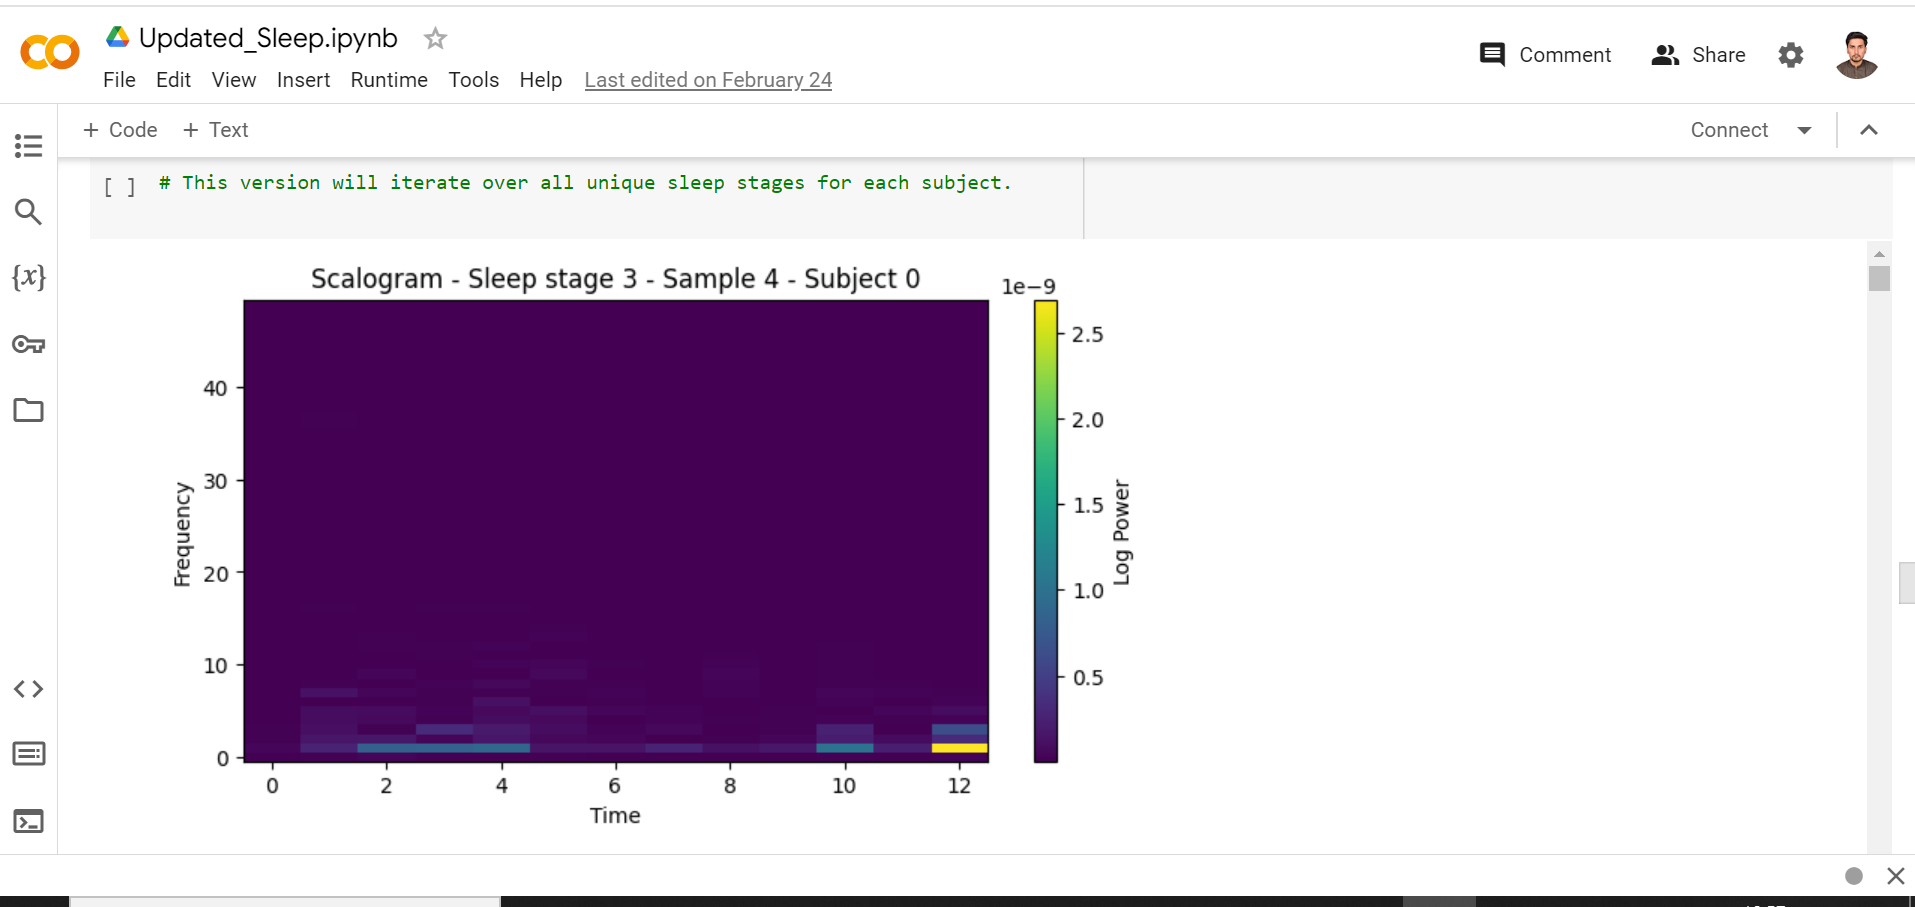 Updated_Sleep.ipynb
File Edit View Insert Runtime Tools Help Last edited on February 24
Comment
Share
+ Code + Text
Connect
[ ] # This version will iterate over all unique sleep stages for each subject.
{x}
Scalogram - Sleep stage 3 - Sample 4 - Subject 0
1e−9
2.5
2.0
1.5
1.0
0.5
Log Power
40
30
20
10
0
Frequency
0 2 4 6 8 10 12
Time